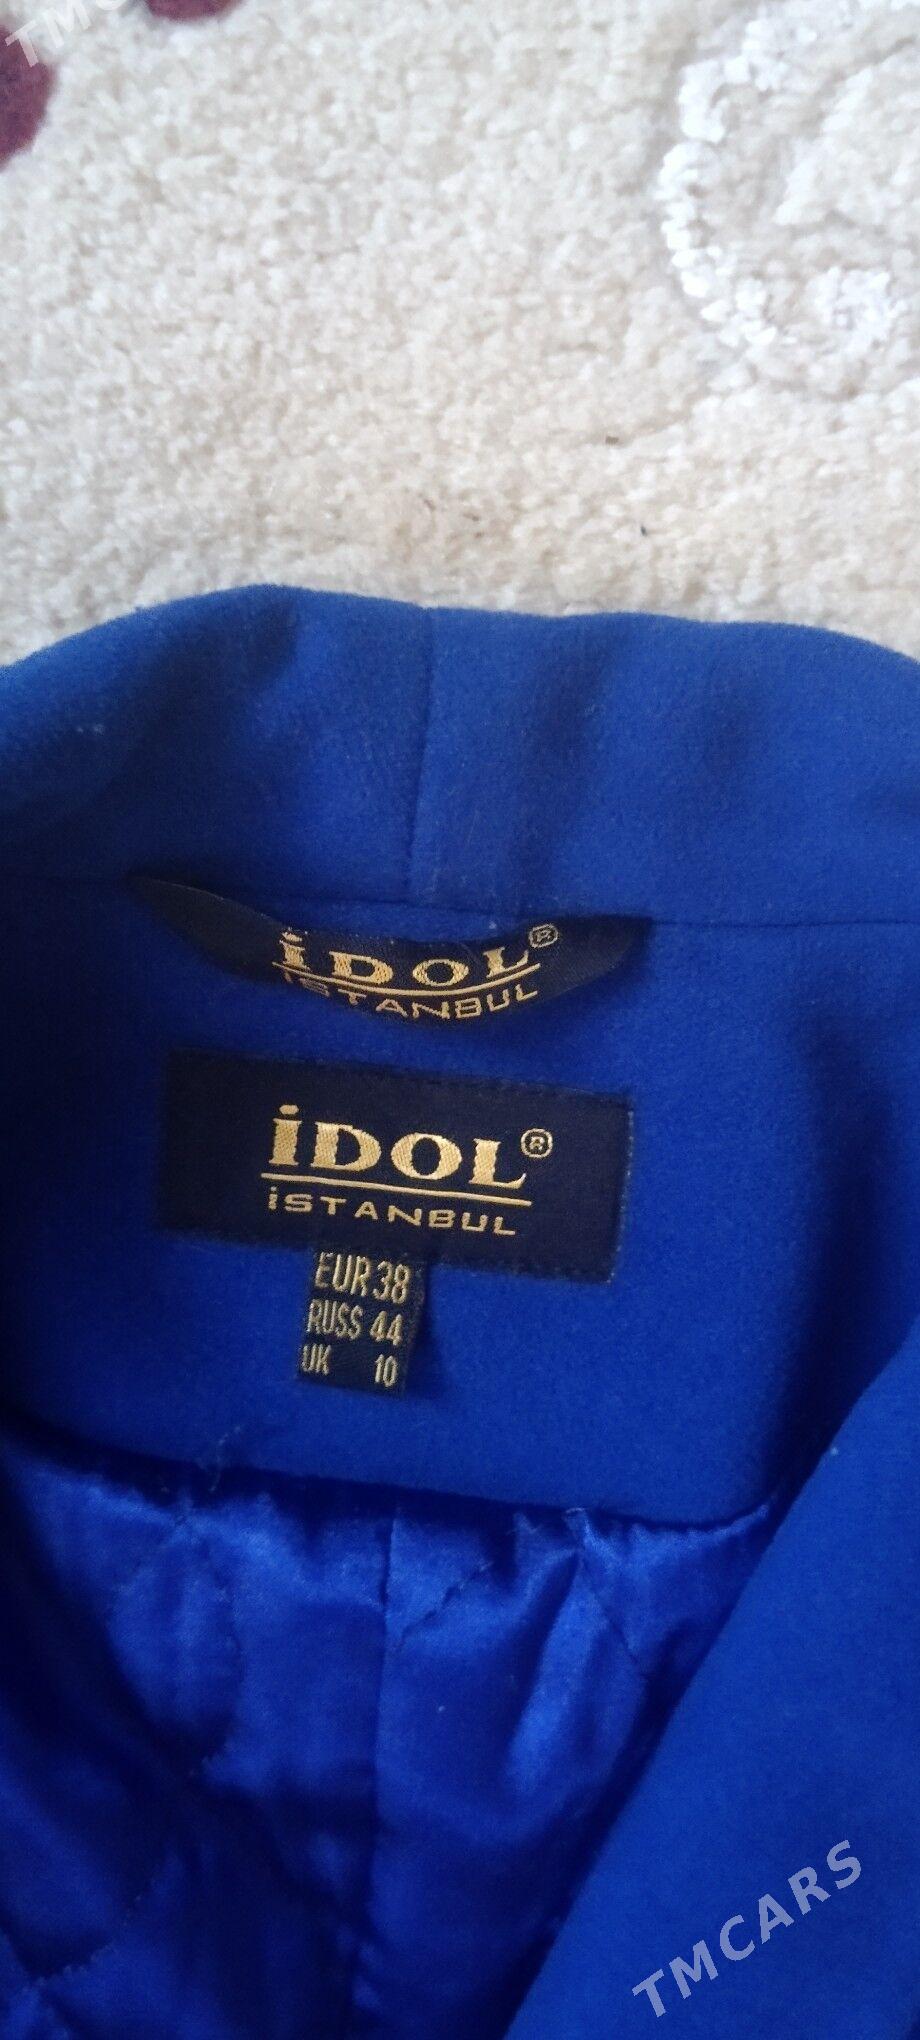 İDOL®
İSTANBUL
İDOL®
İSTANBUL
EUR 38
RUSS 44
UK 10
TMCARS